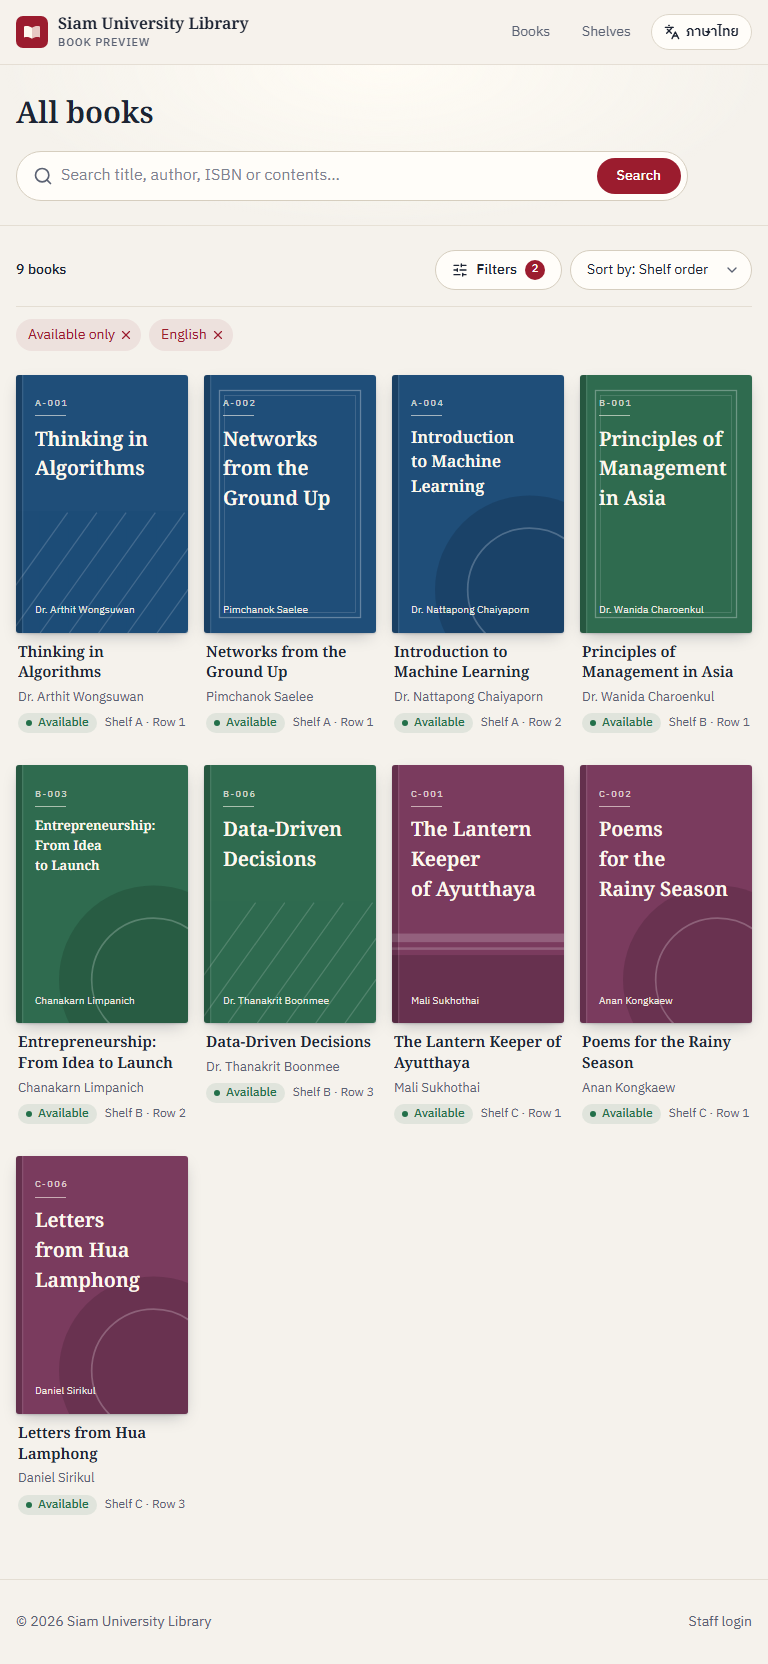 Siam University Library
BOOK PREVIEW
Books
Shelves
ภาษาไทย
All books
Search title, author, ISBN or contents…
Search
9 books
Filters 2
Sort by: Shelf order
Available only ×
English ×
A-001
Thinking in
Algorithms
Dr. Arthit Wongsuwan
Thinking in
Algorithms
Dr. Arthit Wongsuwan
Available Shelf A · Row 1
A-002
Networks
from the
Ground Up
Pimchanok Saelee
Networks from the
Ground Up
Pimchanok Saelee
Available Shelf A · Row 1
A-004
Introduction
to Machine
Learning
Dr. Nattapong Chaiyaporn
Introduction to
Machine Learning
Dr. Nattapong Chaiyaporn
Available Shelf A · Row 2
B-001
Principles of
Management
in Asia
Dr. Wanida Charoenkul
Principles of
Management in Asia
Dr. Wanida Charoenkul
Available Shelf B · Row 1
B-003
Entrepreneurship:
From Idea
to Launch
Chanakarn Limpanich
Entrepreneurship:
From Idea to Launch
Chanakarn Limpanich
Available Shelf B · Row 2
B-006
Data-Driven
Decisions
Dr. Thanakrit Boonmee
Data-Driven Decisions
Dr. Thanakrit Boonmee
Available Shelf B · Row 3
C-001
The Lantern
Keeper
of Ayutthaya
Mali Sukhothai
The Lantern Keeper of
Ayutthaya
Mali Sukhothai
Available Shelf C · Row 1
C-002
Poems
for the
Rainy Season
Anan Kongkaew
Poems for the Rainy
Season
Anan Kongkaew
Available Shelf C · Row 1
C-006
Letters
from Hua
Lamphong
Daniel Sirikul
Letters from Hua
Lamphong
Daniel Sirikul
Available Shelf C · Row 3
© 2026 Siam University Library
Staff login